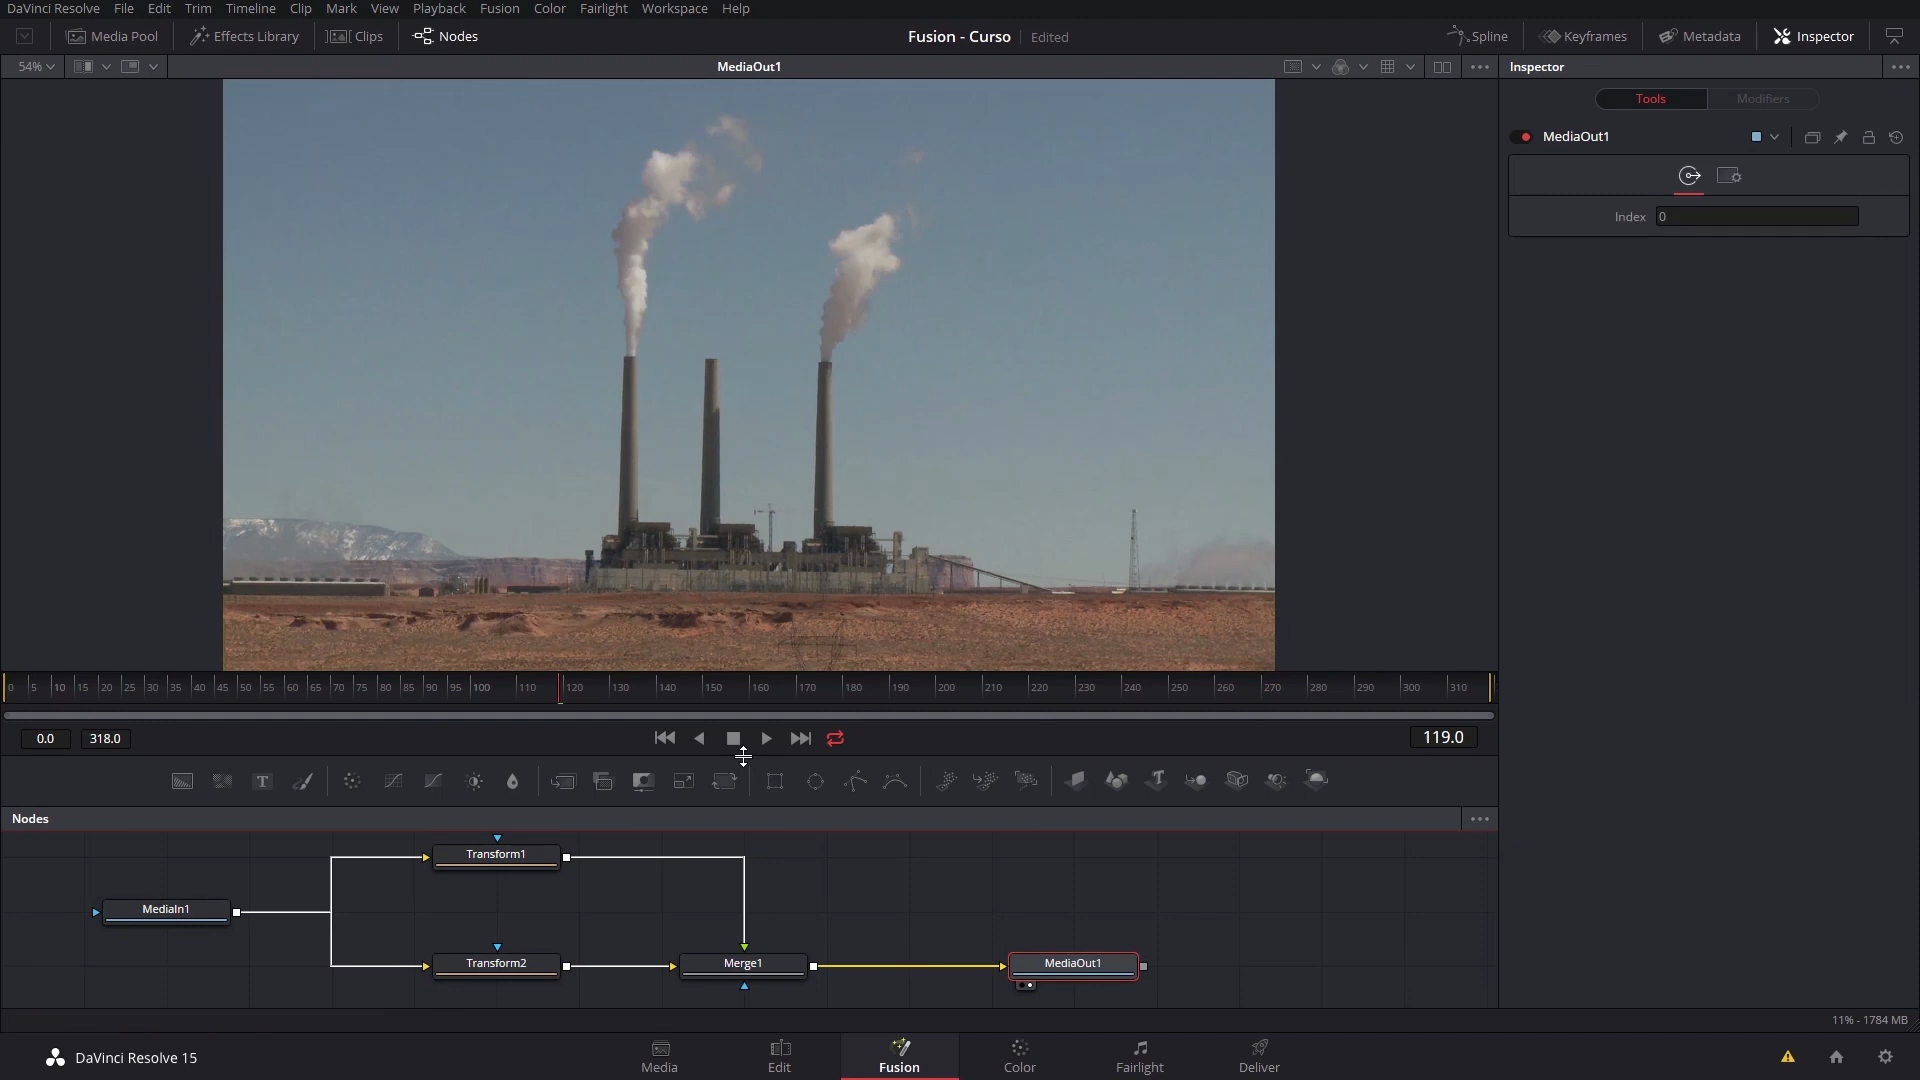 DaVinci Resolve File Edit Trim Timeline Clip Mark View Playback Fusion Color Fairlight Workspace Help
Media Pool Effects Library Clips Nodes Fusion - Curso Edited Spline Keyframes Metadata Inspector
54% MediaOut1 Inspector
Tools Modifiers
MediaOut1
Index 0
0 5 10 15 20 25 30 35 40 45 50 55 60 65 70 75 80 85 90 95 100 110 120 130 140 150 160 170 180 190 200 210 220 230 240 250 260 270 280 290 300 310
0.0 318.0 119.0
T
Nodes
Transform1
MediaIn1
Transform2 Merge1 MediaOut1
11% - 1784 MB
DaVinci Resolve 15 Media Edit Fusion Color Fairlight Deliver